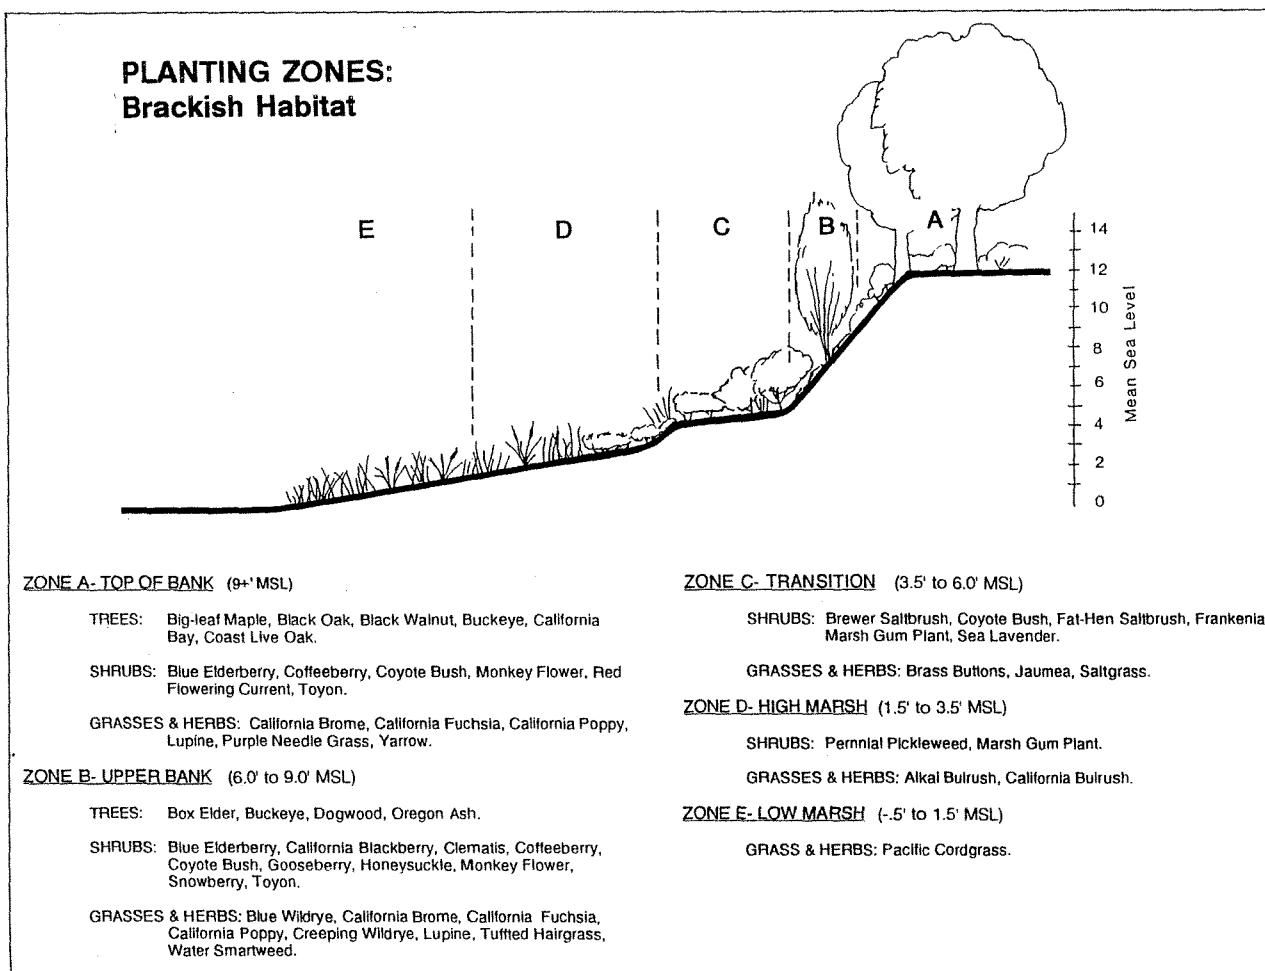 PLANTING ZONES:
Brackish Habitat
E
D
C
B
A
14
12
10
8
6
4
2
0
Mean Sea Level
ZONE A- TOP OF BANK (9+' MSL)
TREES: Big-leaf Maple, Black Oak, Black Walnut, Buckeye, California
Bay, Coast Live Oak.
SHRUBS: Blue Elderberry, Coffeeberry, Coyote Bush, Monkey Flower, Red
Flowering Current, Toyon.
GRASSES & HERBS: California Brome, California Fuchsia, California Poppy,
Lupine, Purple Needle Grass, Yarrow.
ZONE B- UPPER BANK (6.0' to 9.0' MSL)
TREES: Box Elder, Buckeye, Dogwood, Oregon Ash.
SHRUBS: Blue Elderberry, California Blackberry, Clematis, Coffeeberry,
Coyote Bush, Gooseberry, Honeysuckle, Monkey Flower,
Snowberry, Toyon.
GRASSES & HERBS: Blue Wildrye, California Brome, California Fuchsia,
California Poppy, Creeping Wildrye, Lupine, Tuffted Hairgrass,
Water Smartweed.
ZONE C- TRANSITION (3.5' to 6.0' MSL)
SHRUBS: Brewer Saltbrush, Coyote Bush, Fat-Hen Saltbrush, Frankenia
Marsh Gum Plant, Sea Lavender.
GRASSES & HERBS: Brass Buttons, Jaumea, Saltgrass.
ZONE D- HIGH MARSH (1.5' to 3.5' MSL)
SHRUBS: Pernnial Pickleweed, Marsh Gum Plant.
GRASSES & HERBS: Alkai Bulrush, California Bulrush.
ZONE E- LOW MARSH (-.5' to 1.5' MSL)
GRASS & HERBS: Pacific Cordgrass.